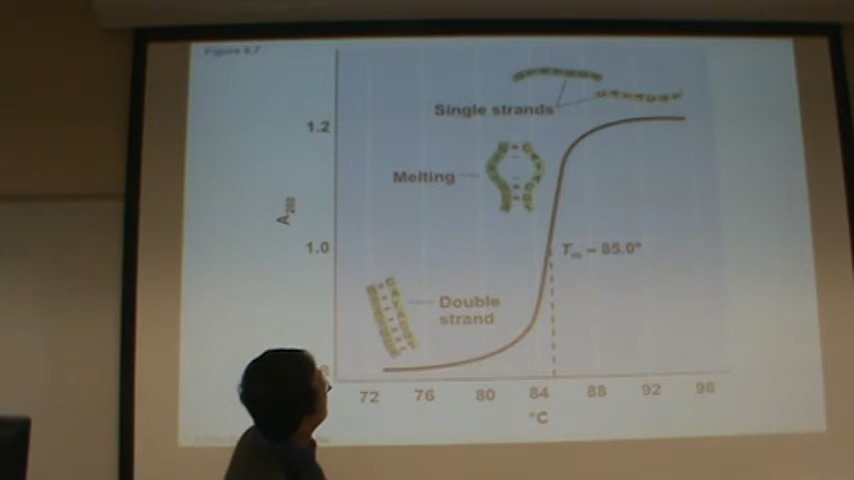 Single strands
1.2
Melting
A260
1.0
Tm = 85.0°
Double
strand
72 76 80 84 88 92 96
°C